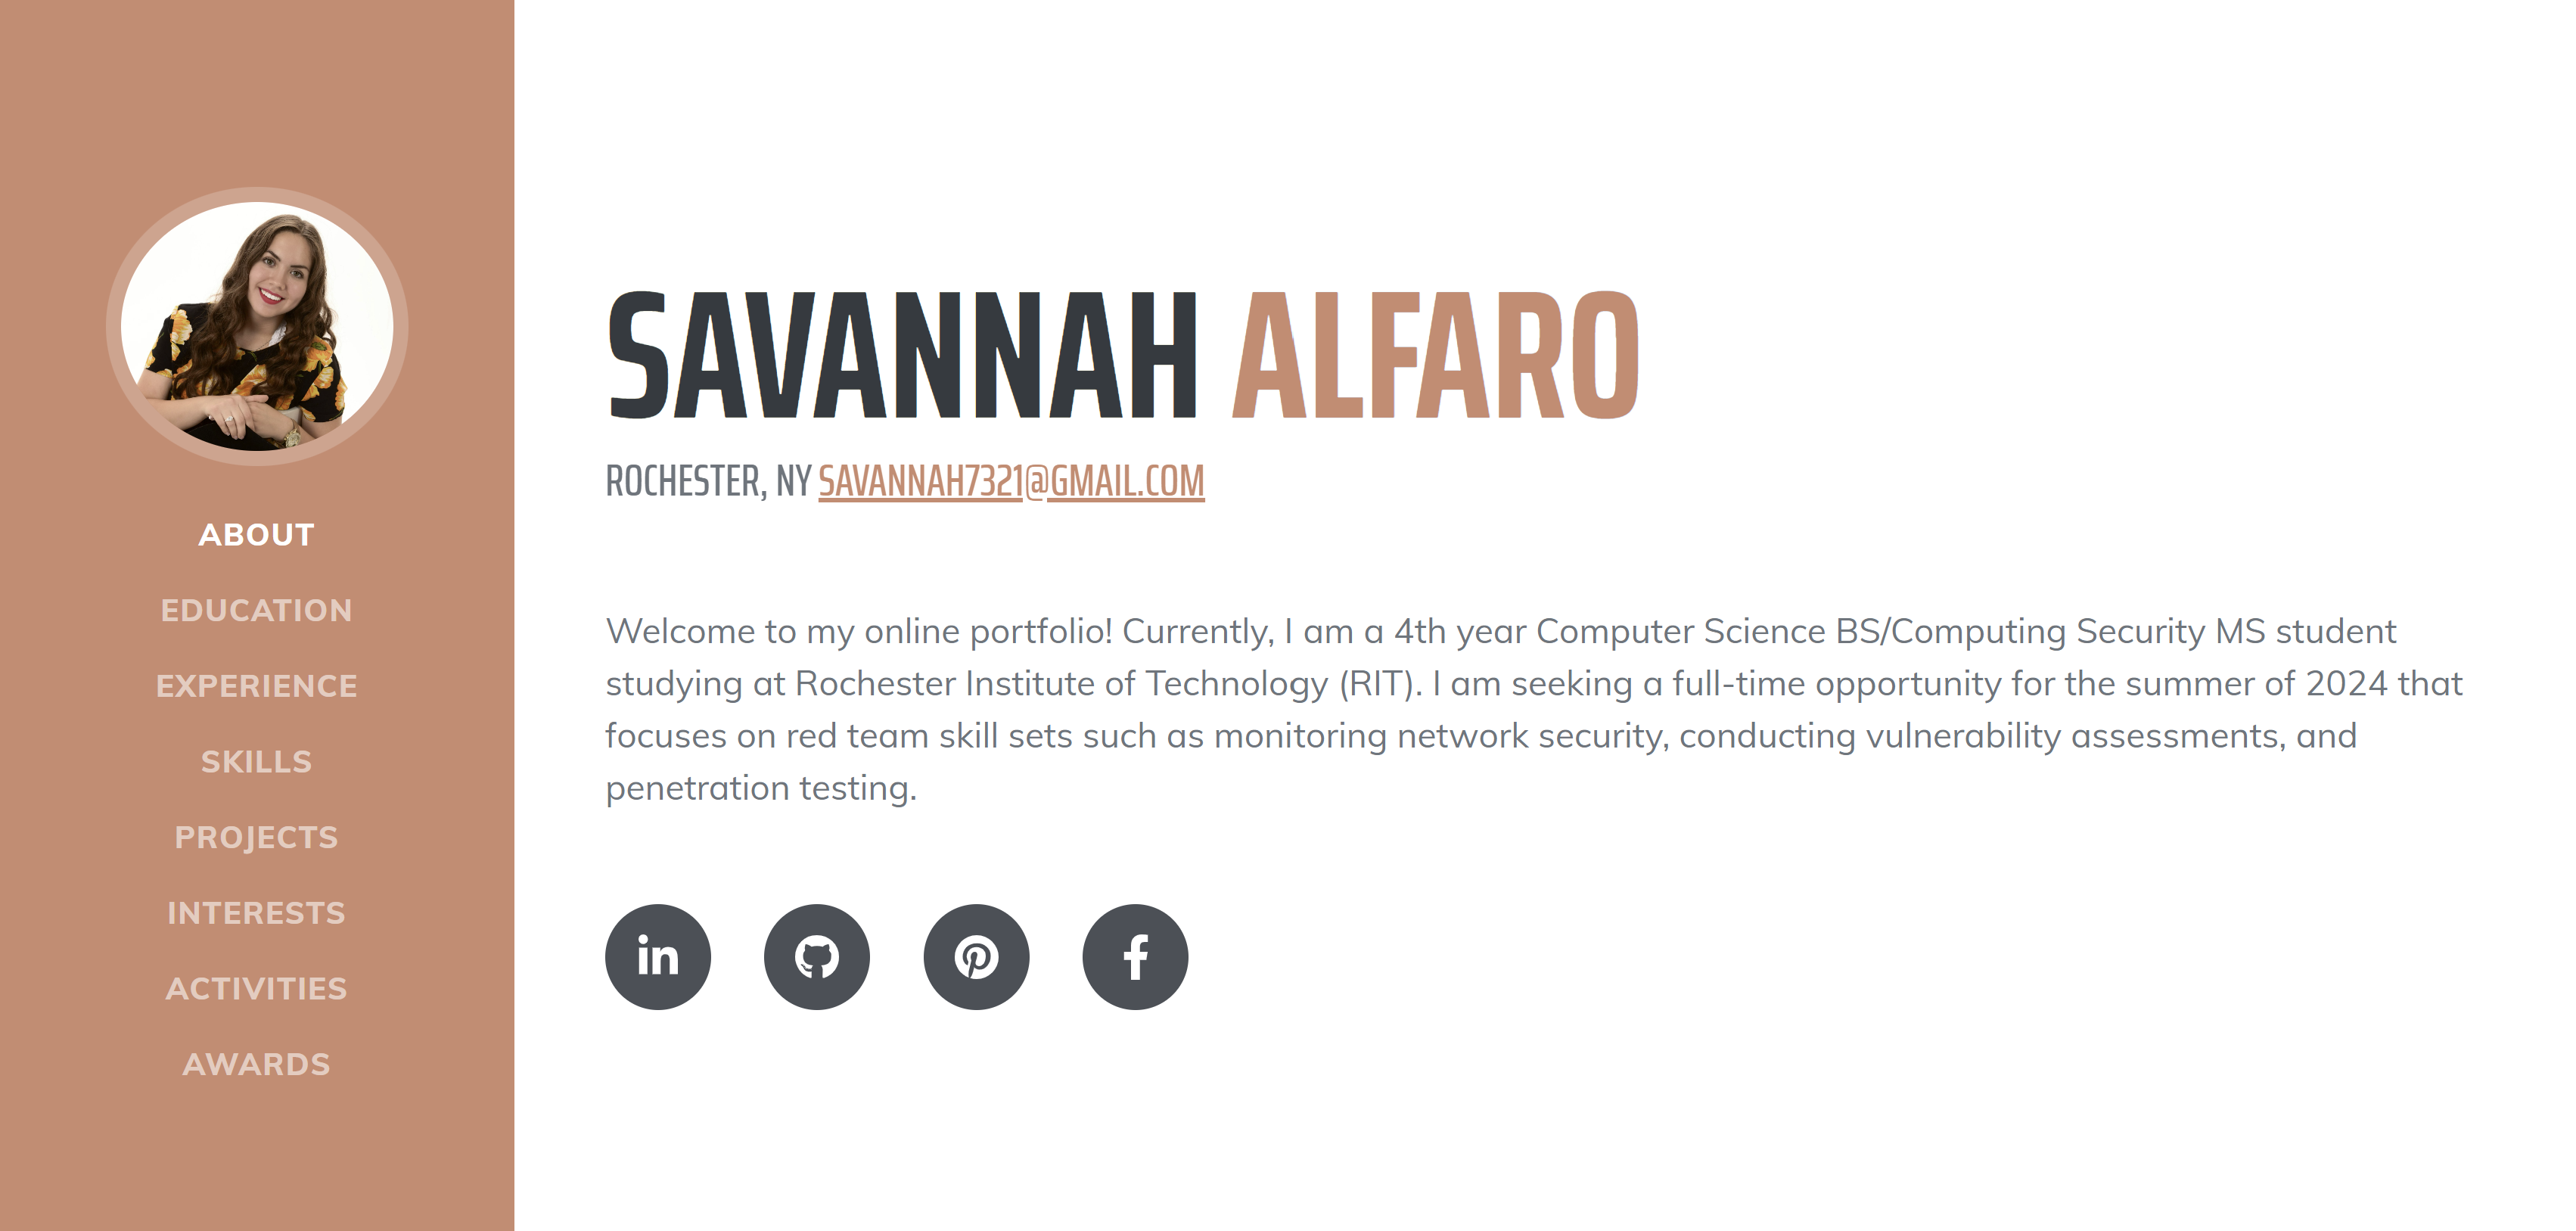 ABOUT
EDUCATION
EXPERIENCE
SKILLS
PROJECTS
INTERESTS
ACTIVITIES
AWARDS
SAVANNAH ALFARO
ROCHESTER, NY SAVANNAH7321@GMAIL.COM
Welcome to my online portfolio! Currently, I am a 4th year Computer Science BS/Computing Security MS student
studying at Rochester Institute of Technology (RIT). I am seeking a full-time opportunity for the summer of 2024 that
focuses on red team skill sets such as monitoring network security, conducting vulnerability assessments, and
penetration testing.